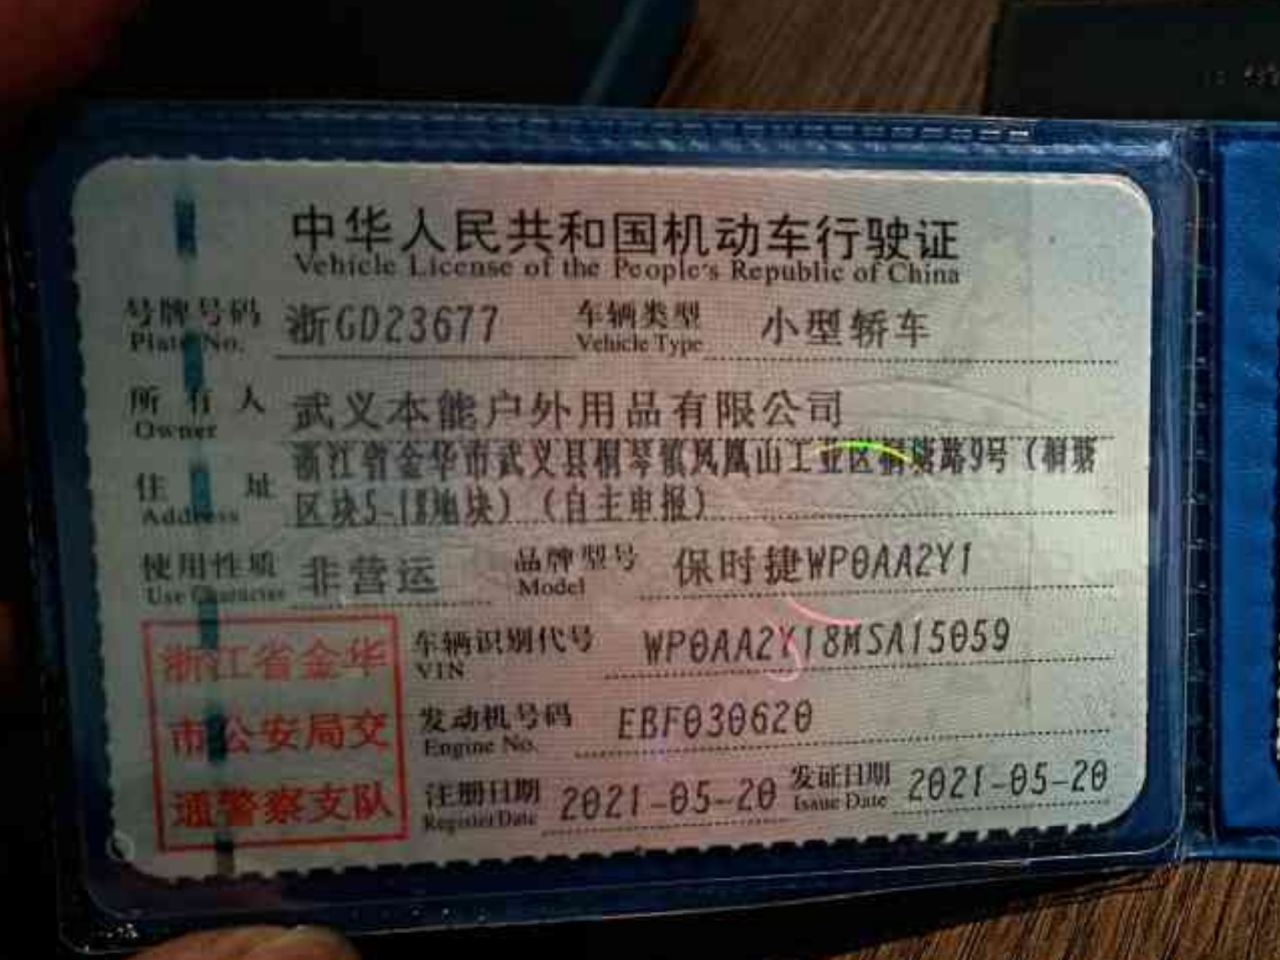 中华人民共和国机动车行驶证
Vehicle License of the People's Republic of China
号牌号码 浙GD23677 车辆类型 小型轿车
Plate No. Vehicle Type
所有人 武义本能户外用品有限公司
Owner
浙江省金华市武义县桐琴镇凤凰山工业区桐塘路9号（桐塘
住址
Address 区块5-18地块）（自主申报）
使用性质 非营运 品牌型号 保时捷WP0AA2Y1
Use Character Model
浙江省金华 车辆识别代号 WP0AA2Y18MSA15059
VIN
市公安局交 发动机号码 EBF030620
Engine No.
通警察支队 注册日期 2021-05-20 发证日期 2021-05-20
Register Date Issue Date